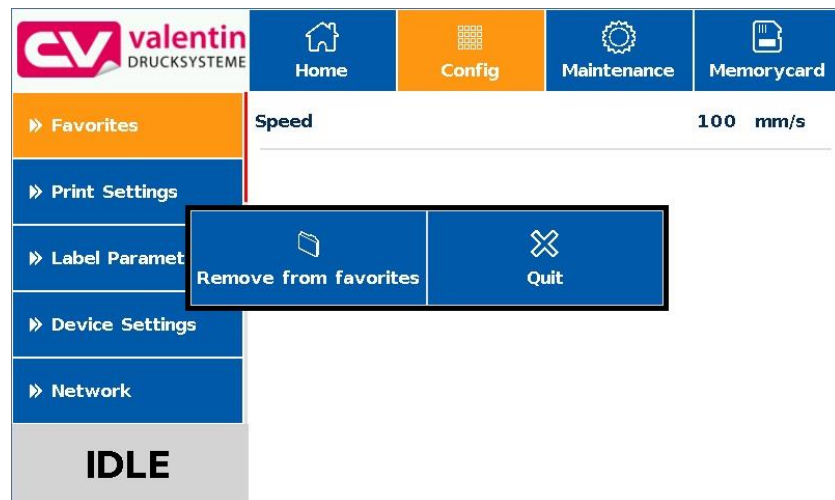 CV valentin
DRUCKSYSTEME
Home
Config
Maintenance
Memorycard
Favorites
Speed 100 mm/s
Print Settings
Label Paramet
Remove from favorites
Quit
Device Settings
Network
IDLE